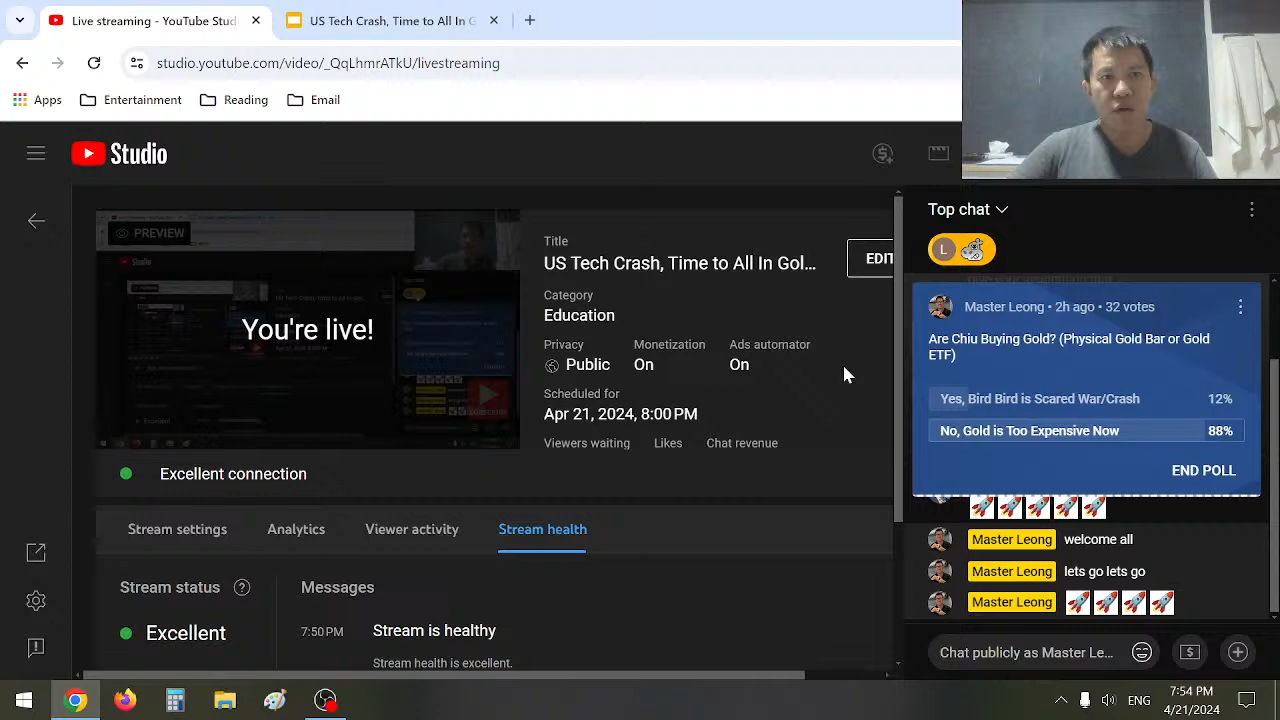 Live streaming - YouTube Stud
US Tech Crash, Time to All In G
studio.youtube.com/video/_QqLhmrATkU/livestreaming
Apps
Entertainment
Reading
Email
Studio
PREVIEW
You're live!
Title
US Tech Crash, Time to All In Gol...
EDIT
Category
Education
Privacy
Monetization
Ads automator
Public
On
On
Scheduled for
Apr 21, 2024, 8:00 PM
Viewers waiting
Likes
Chat revenue
Excellent connection
Stream settings
Analytics
Viewer activity
Stream health
Stream status
Messages
Excellent
7:50 PM
Stream is healthy
Stream health is excellent.
Top chat
L
Master Leong • 2h ago • 32 votes
Are Chiu Buying Gold? (Physical Gold Bar or Gold
ETF)
Yes, Bird Bird is Scared War/Crash 12%
No, Gold is Too Expensive Now 88%
END POLL
Master Leong welcome all
Master Leong lets go lets go
Master Leong
Chat publicly as Master Le...
ENG
7:54 PM
4/21/2024